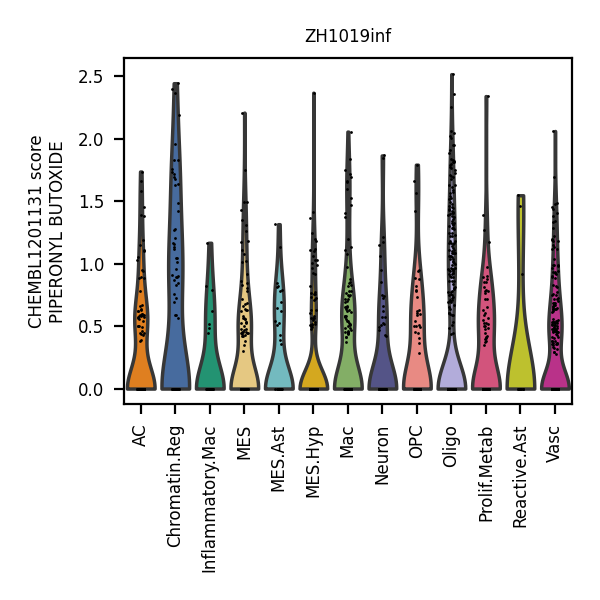 ZH1019inf
CHEMBL1201131 score
PIPERONYL BUTOXIDE
2.5
2.0
1.5
1.0
0.5
0.0
AC
Chromatin.Reg
Inflammatory.Mac
MES
MES.Ast
MES.Hyp
Mac
Neuron
OPC
Oligo
Prolif.Metab
Reactive.Ast
Vasc